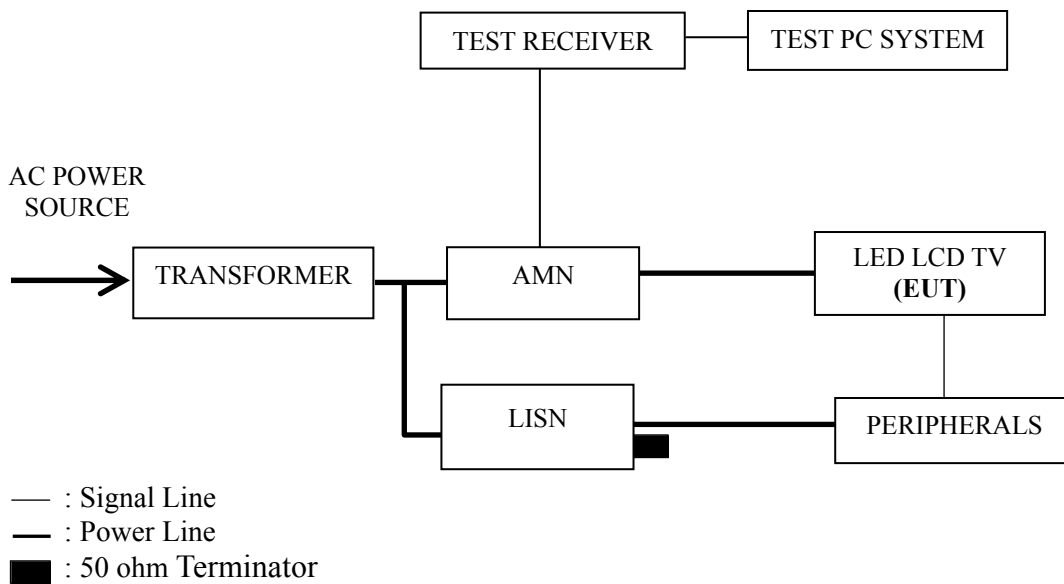 TEST RECEIVER
TEST PC SYSTEM
AC POWER
SOURCE
TRANSFORMER
AMN
LED LCD TV
(EUT)
LISN
PERIPHERALS
: Signal Line
: Power Line
: 50 ohm Terminator